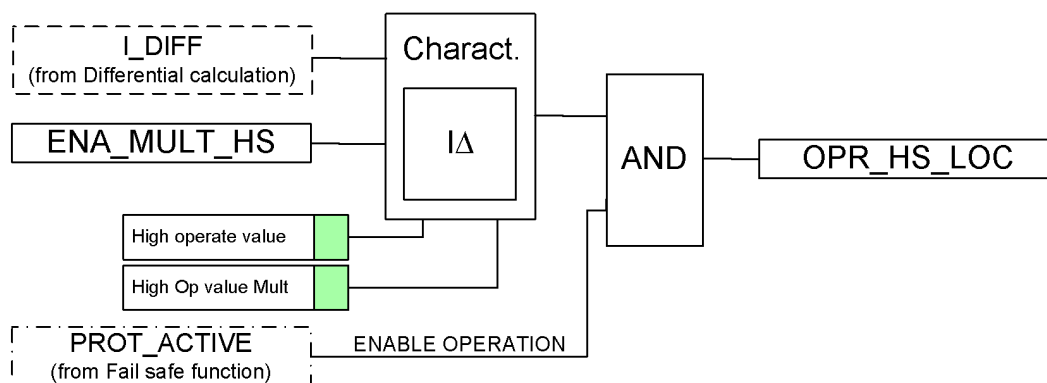 I_DIFF
(from Differential calculation)
Charact.
IΔ
ENA_MULT_HS
AND
OPR_HS_LOC
High operate value
High Op value Mult
PROT_ACTIVE
(from Fail safe function)
ENABLE OPERATION